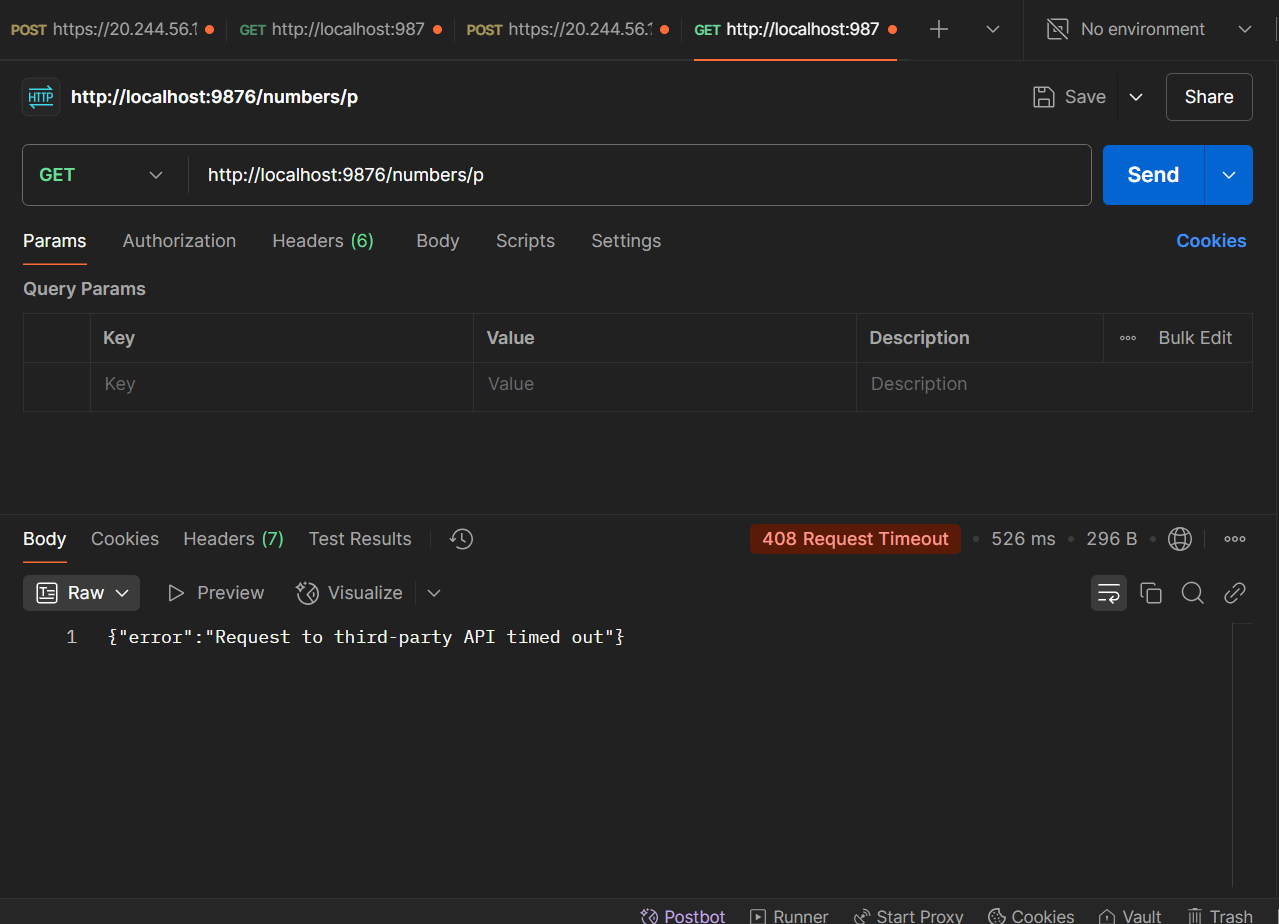 POST https://20.244.56.1 GET http://localhost:987 POST https://20.244.56.1 GET http://localhost:987 No environment
HTTP http://localhost:9876/numbers/p Save Share
GET http://localhost:9876/numbers/p Send
Params Authorization Headers (6) Body Scripts Settings Cookies
Query Params
Key Value Description Bulk Edit
Key Value Description
Body Cookies Headers (7) Test Results 408 Request Timeout 526 ms 296 B
Raw Preview Visualize
1 {"error":"Request to third-party API timed out"}
Postbot Runner Start Proxy Cookies Vault Trash